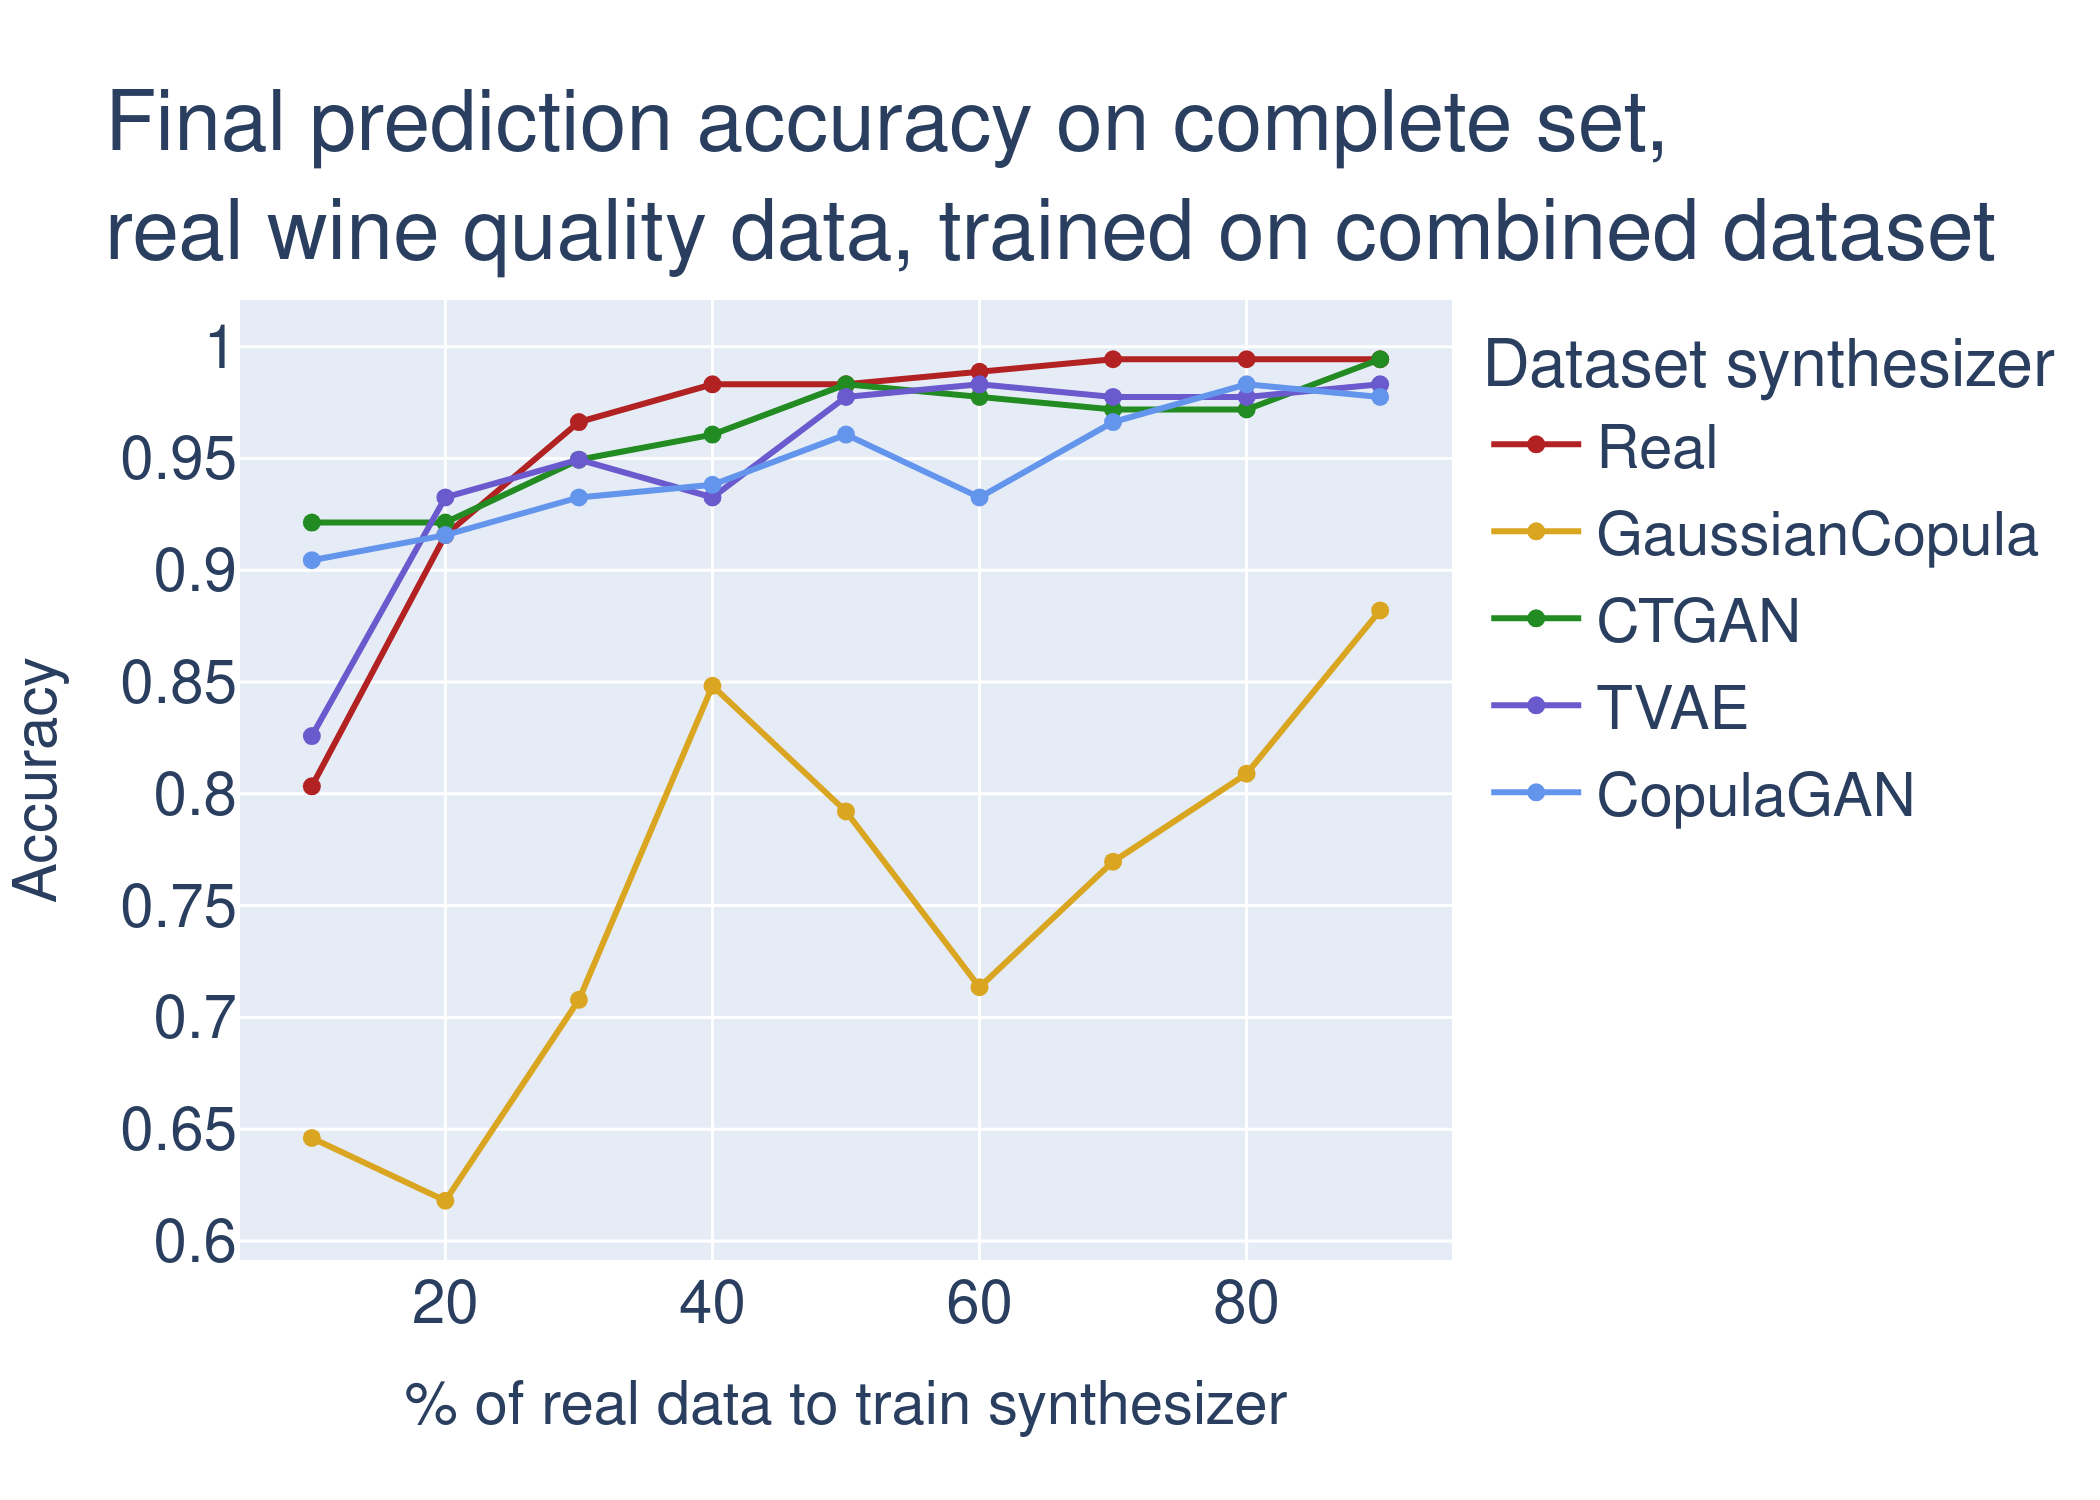 Final prediction accuracy on complete set,
real wine quality data, trained on combined dataset
Dataset synthesizer
Real
GaussianCopula
CTGAN
TVAE
CopulaGAN
Accuracy
1
0.95
0.9
0.85
0.8
0.75
0.7
0.65
0.6
20 40 60 80
% of real data to train synthesizer